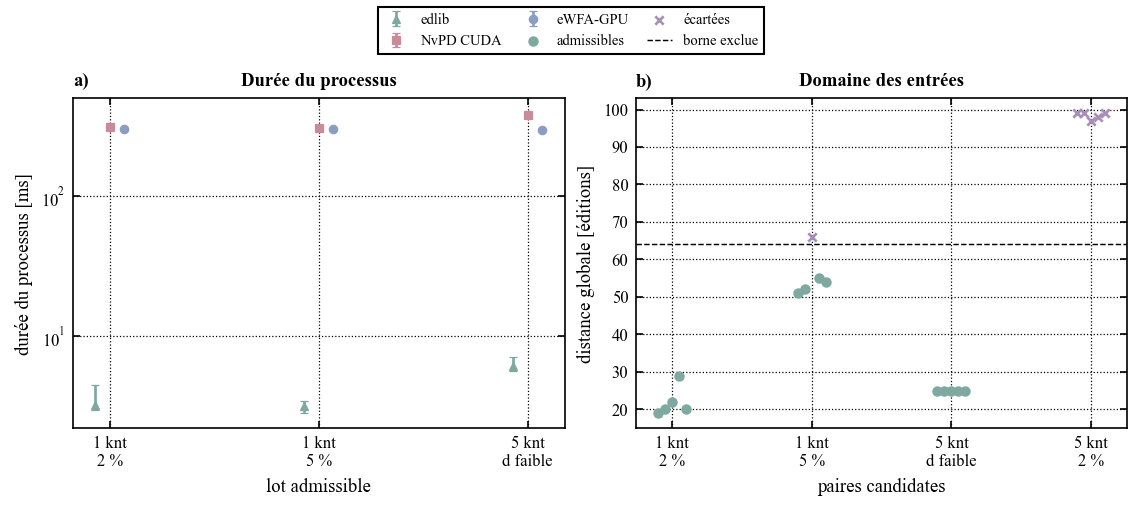 edlib
NvPD CUDA
eWFA-GPU
admissibles
écartées
borne exclue
a)
Durée du processus
durée du processus [ms]
10²
10¹
1 knt
2 %
1 knt
5 %
5 knt
d faible
lot admissible
b)
Domaine des entrées
distance globale [éditions]
100
90
80
70
60
50
40
30
20
1 knt
2 %
1 knt
5 %
5 knt
d faible
5 knt
2 %
paires candidates